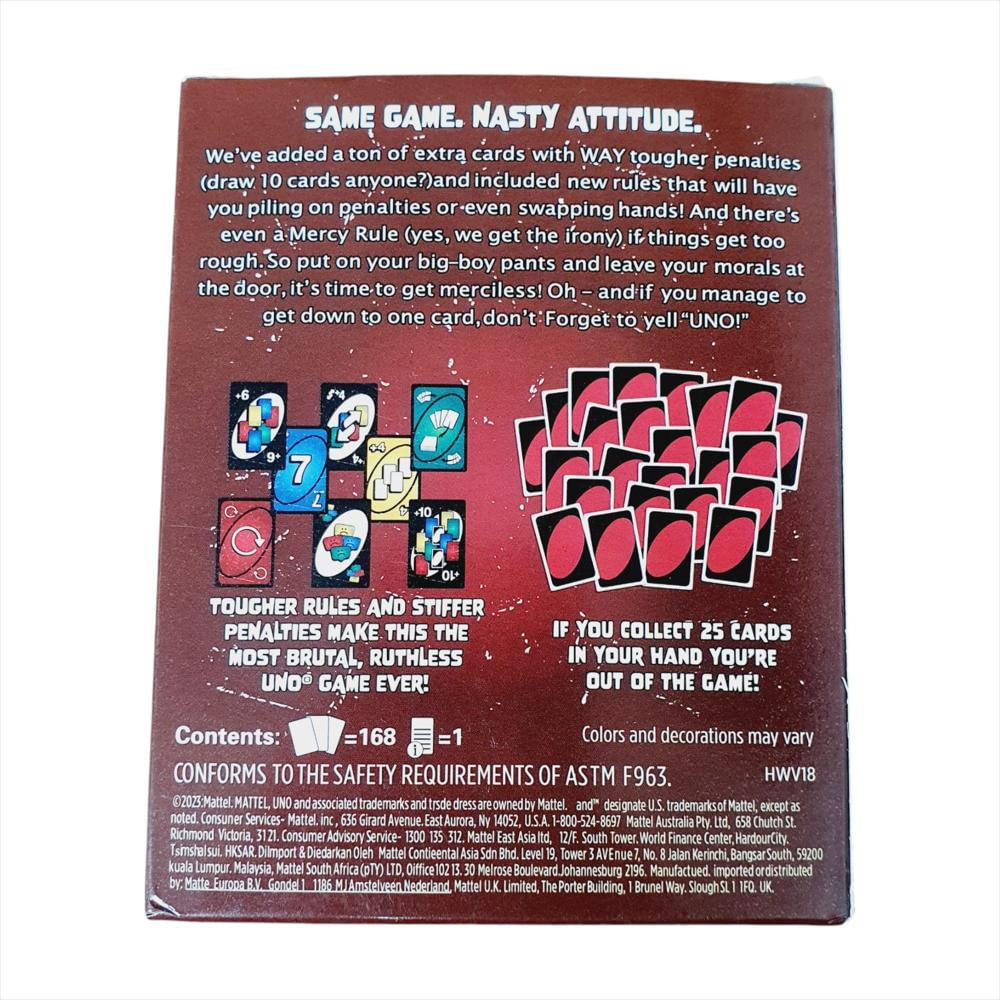 SAME GAME. NASTY ATTITUDE.
We've added a ton of extra cards with WAY tougher penalties
(draw 10 cards anyone?)and included new rules that will have
you piling on penalties or even swapping hands! And there's
even a Mercy Rule (yes, we get the irony) if things get too
rough. So put on your big-boy pants and leave your morals at
the door, it's time to get merciless! Oh – and if you manage to
get down to one card, don't Forget to yell "UNO!"
+6
+4
7
+4
+10
TOUGHER RULES AND STIFFER
PENALTIES MAKE THIS THE
MOST BRUTAL, RUTHLESS
UNO® GAME EVER!
IF YOU COLLECT 25 CARDS
IN YOUR HAND YOU'RE
OUT OF THE GAME!
Contents: =168 =1
Colors and decorations may vary
CONFORMS TO THE SAFETY REQUIREMENTS OF ASTM F963.
HWV18
©2023:Mattel. MATTEL, UNO and associated trademarks and trsde dress are owned by Mattel. and™ designate U.S. trademarks of Mattel, except as
noted. Consuner Services- Mattel. inc, 636 Girard Avenue. East Aurora, Ny 14052, U.S.A. 1-800-524-8697 Mattel Australia Pty. Ltd, 658 Chutch St.
Richmond Victoria, 3121. Consumer Advisory Service- 1300 135 312. Mattel East Asia ltd, 12/F. South Tower. World Finance Center, HardourCity.
Tsimshalsui. HKSAR. Dilmport & Diedarkan Oleh Mattel Contieental Asia Sdn Bhd. Level 19, Tower 3 AVEnue 7, No. 8 Jalan Kerinchi, Bangsar South, 59200
kuala Lumpur. Malaysia, Mattel South Africa (pTY) LTD, Oiffice 102 13. 30 Melrose Boulevard Johannesburg 2196. Manufactued. imported or distributed
by: Matte Europa B.V. Gondel 1 1186 MJ Amstelveen Nederland, Mattel U.K. Limited, The Porter Building, 1 Brunel Way. Slough SL 1 1FQ. UK.